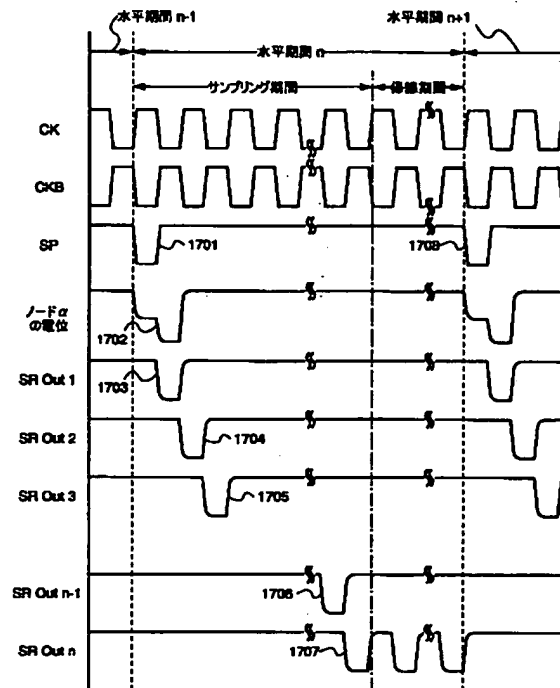 水平期間 n-1
水平期間 n+1
水平期間 n
サンプリング期間
帰線期間
CK
CKB
SP
1701
1708
ノードα
の電位
1702
SR Out 1
1703
SR Out 2
1704
SR Out 3
1705
SR Out n-1
1706
SR Out n
1707